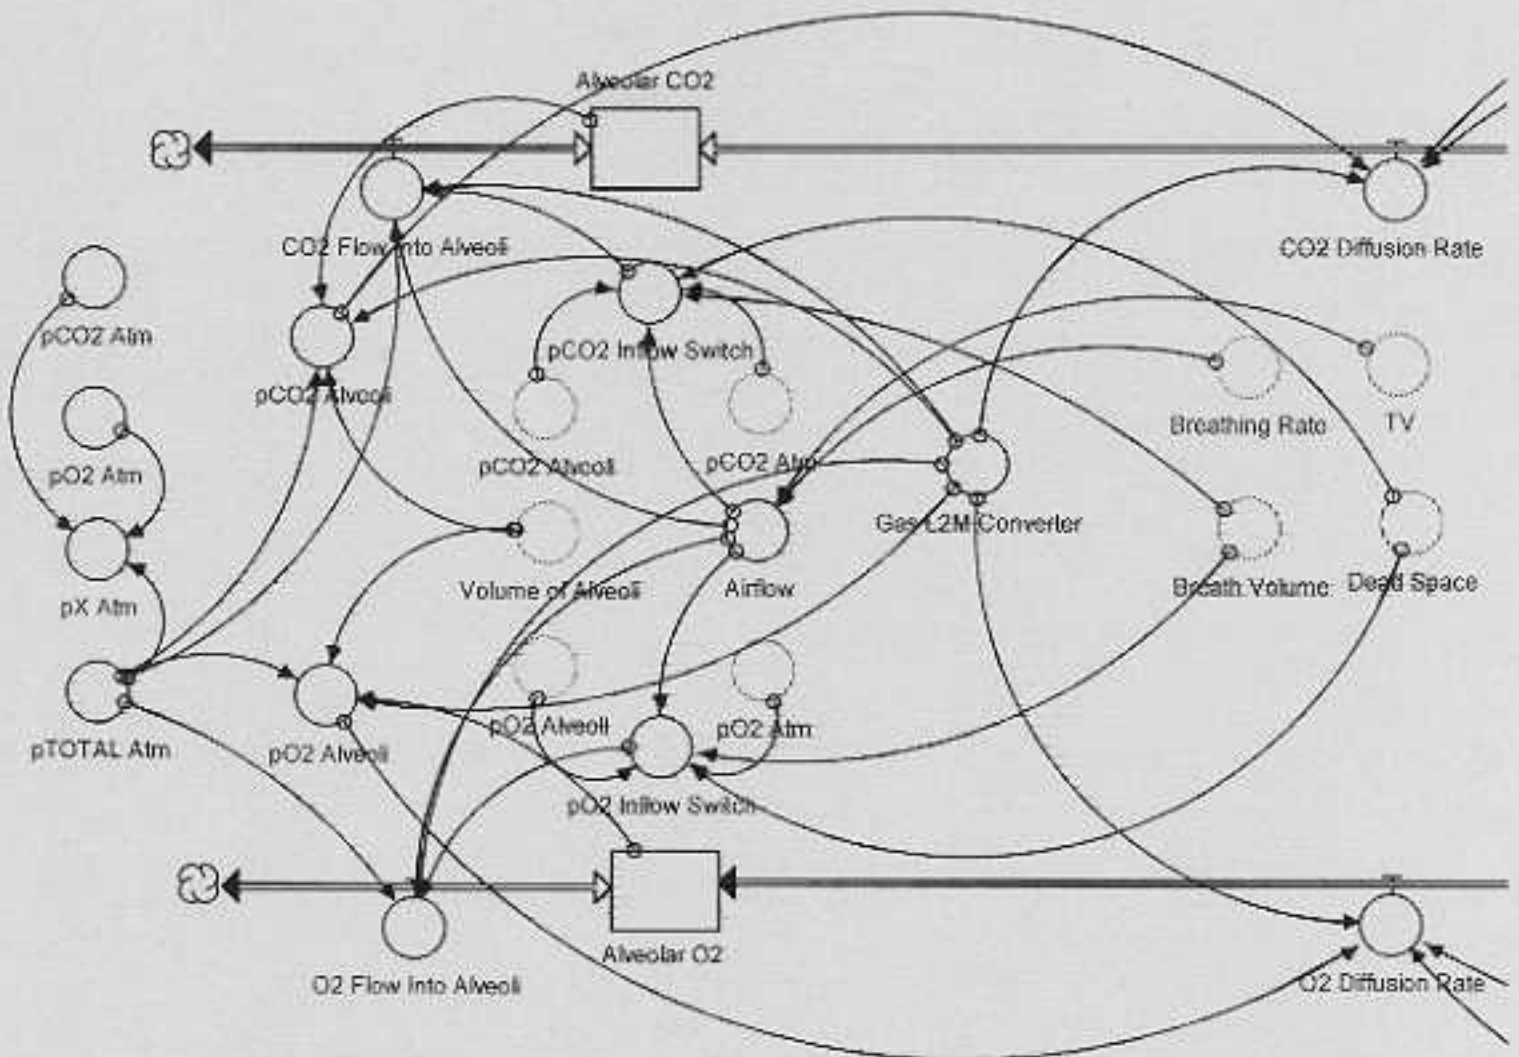 Alveolar CO2
CO2 Flow Into Alveoli
CO2 Diffusion Rate
pCO2 Atm
pCO2 Inflow Switch
pCO2 Alveoli
Breathing Rate
TV
pO2 Atm
pCO2 Alveoli
pCO2 Atm
Gas L2M Converter
pX Atm
Volume of Alveoli
Airflow
Breath Volume
Dead Space
pTOTAL Atm
pO2 Alveoli
pO2 Alveoli
pO2 Atm
pO2 Inflow Switch
Alveolar O2
O2 Flow Into Alveoli
O2 Diffusion Rate